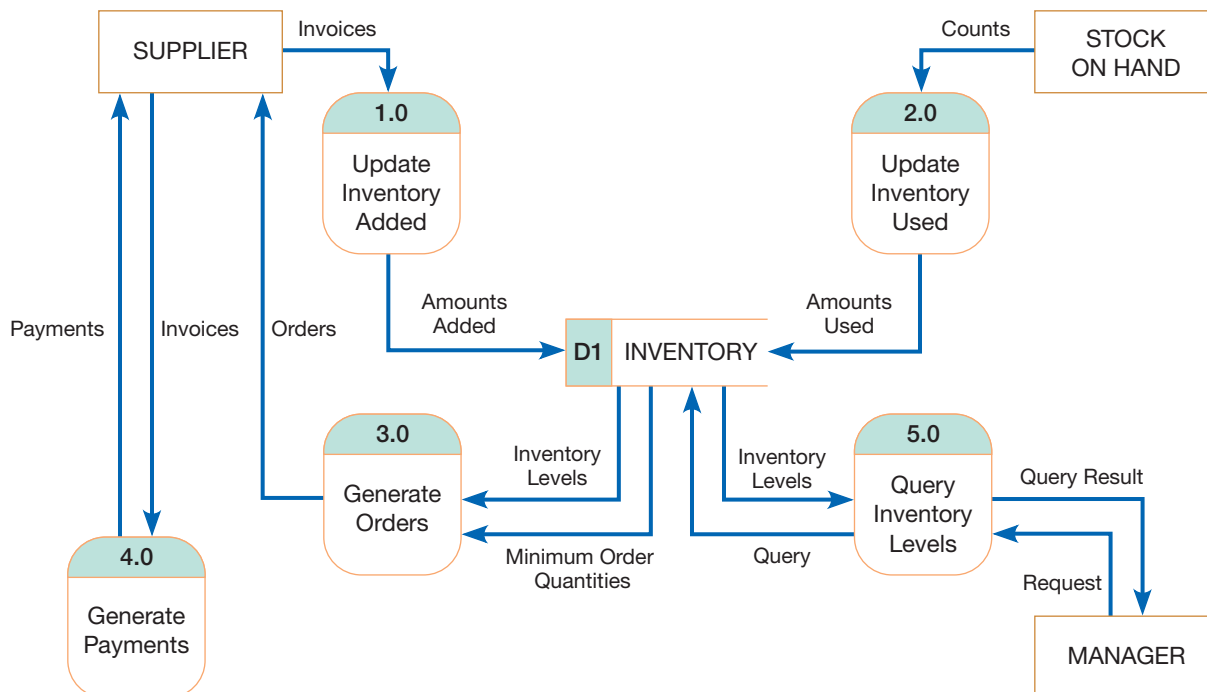 SUPPLIER
Invoices
Counts
STOCK
ON HAND
1.0
Update
Inventory
Added
2.0
Update
Inventory
Used
Payments
Invoices
Orders
Amounts
Added
Amounts
Used
D1
INVENTORY
3.0
Generate
Orders
Inventory
Levels
Inventory
Levels
5.0
Query
Inventory
Levels
Query Result
Minimum Order
Quantities
Query
Request
4.0
Generate
Payments
MANAGER